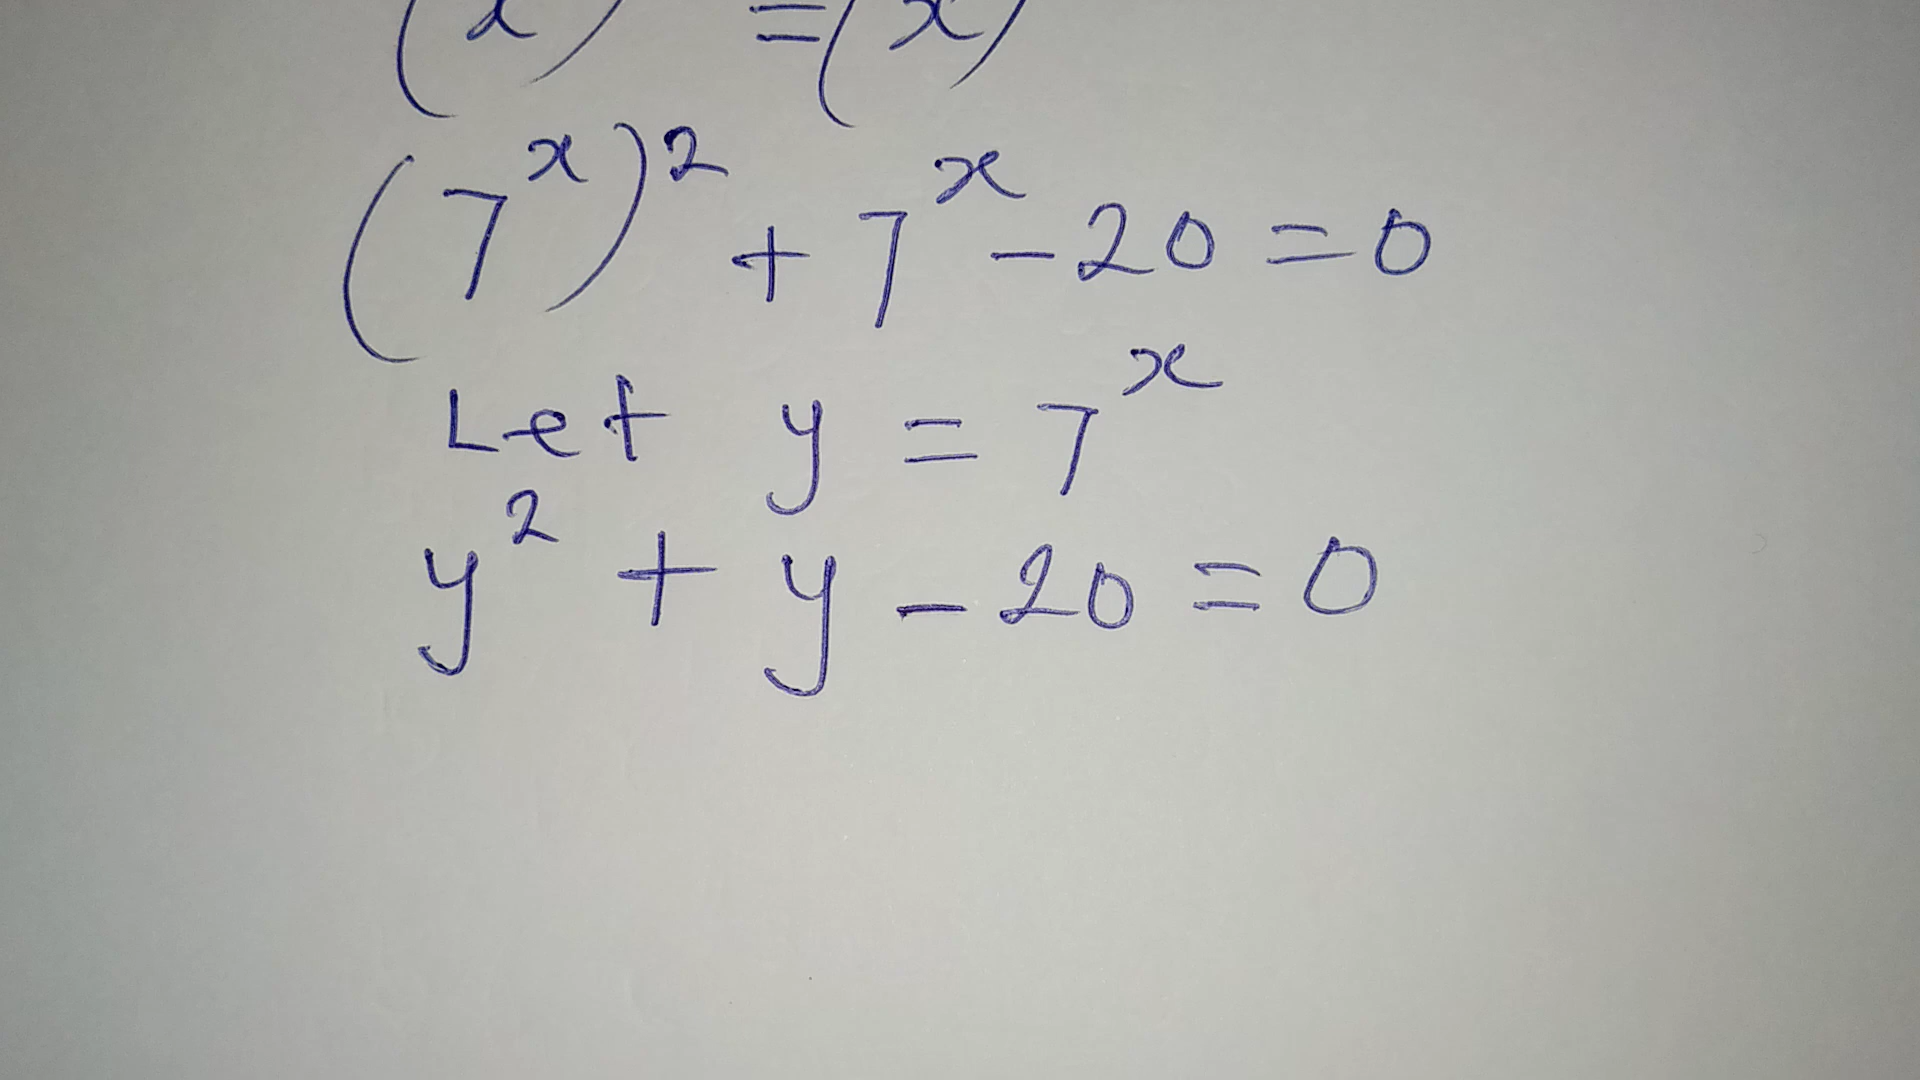 (x) = (x)
(7^x)^2 + 7^x - 20 = 0
Let y = 7^x
y^2 + y - 20 = 0